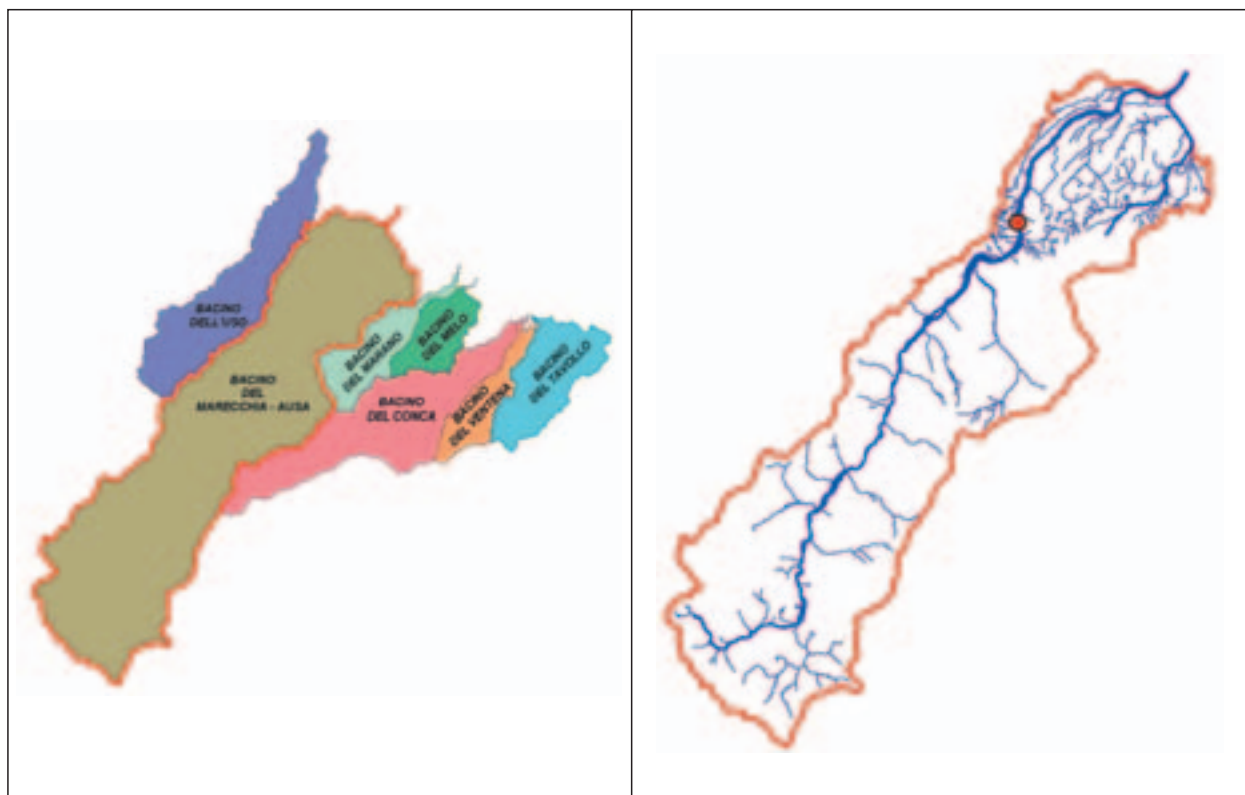 BACINO
DELL'USO
BACINO
DEL
MARECCHIA - AUSA
BACINO
DEL MARANO
BACINO
DEL MELO
BACINO
DEL CONCA
BACINO
DEL VENTENA
BACINO
DEL TAVOLLO